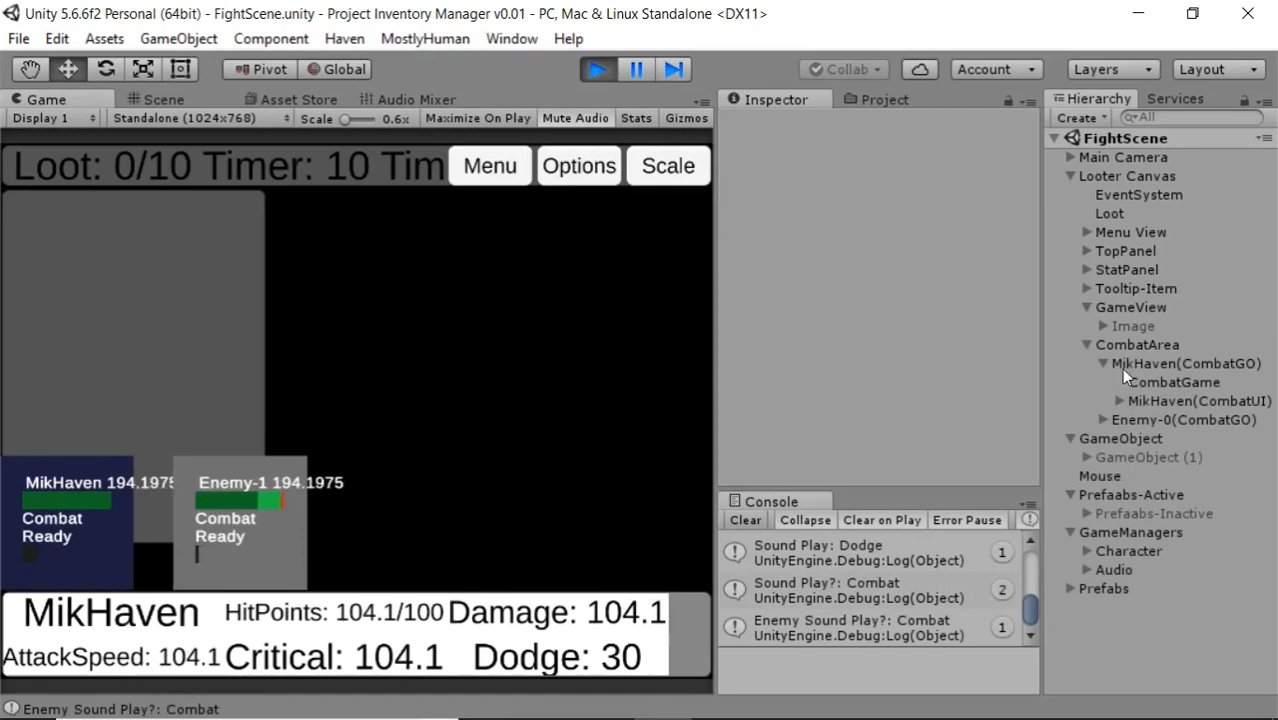 Unity 5.6.6f2 Personal (64bit) - FightScene.unity - Project Inventory Manager v0.01 - PC, Mac & Linux Standalone <DX11>
File Edit Assets GameObject Component Haven MostlyHuman Window Help
Pivot Global Collab Account Layers Layout
Game Scene Asset Store Audio Mixer
Display 1 Standalone (1024x768) Scale 0.6x Maximize On Play Mute Audio Stats Gizmos
Loot: 0/10 Timer: 10 Tim Menu Options Scale
MikHaven 194.1975
Combat
Ready
Enemy-1 194.1975
Combat
Ready
MikHaven HitPoints: 104.1/100 Damage: 104.1
AttackSpeed: 104.1 Critical: 104.1 Dodge: 30
Inspector Project
Console
Clear Collapse Clear on Play Error Pause
Sound Play: Dodge
UnityEngine.Debug:Log(Object)
1
Sound Play?: Combat
UnityEngine.Debug:Log(Object)
2
Enemy Sound Play?: Combat
UnityEngine.Debug:Log(Object)
1
Hierarchy Services
Create All
FightScene
Main Camera
Looter Canvas
EventSystem
Loot
Menu View
TopPanel
StatPanel
Tooltip-Item
GameView
Image
CombatArea
MikHaven(CombatGO)
CombatGame
MikHaven(CombatUI)
Enemy-0(CombatGO)
GameObject
GameObject (1)
Mouse
Prefaabs-Active
Prefaabs-Inactive
GameManagers
Character
Audio
Prefabs
Enemy Sound Play?: Combat